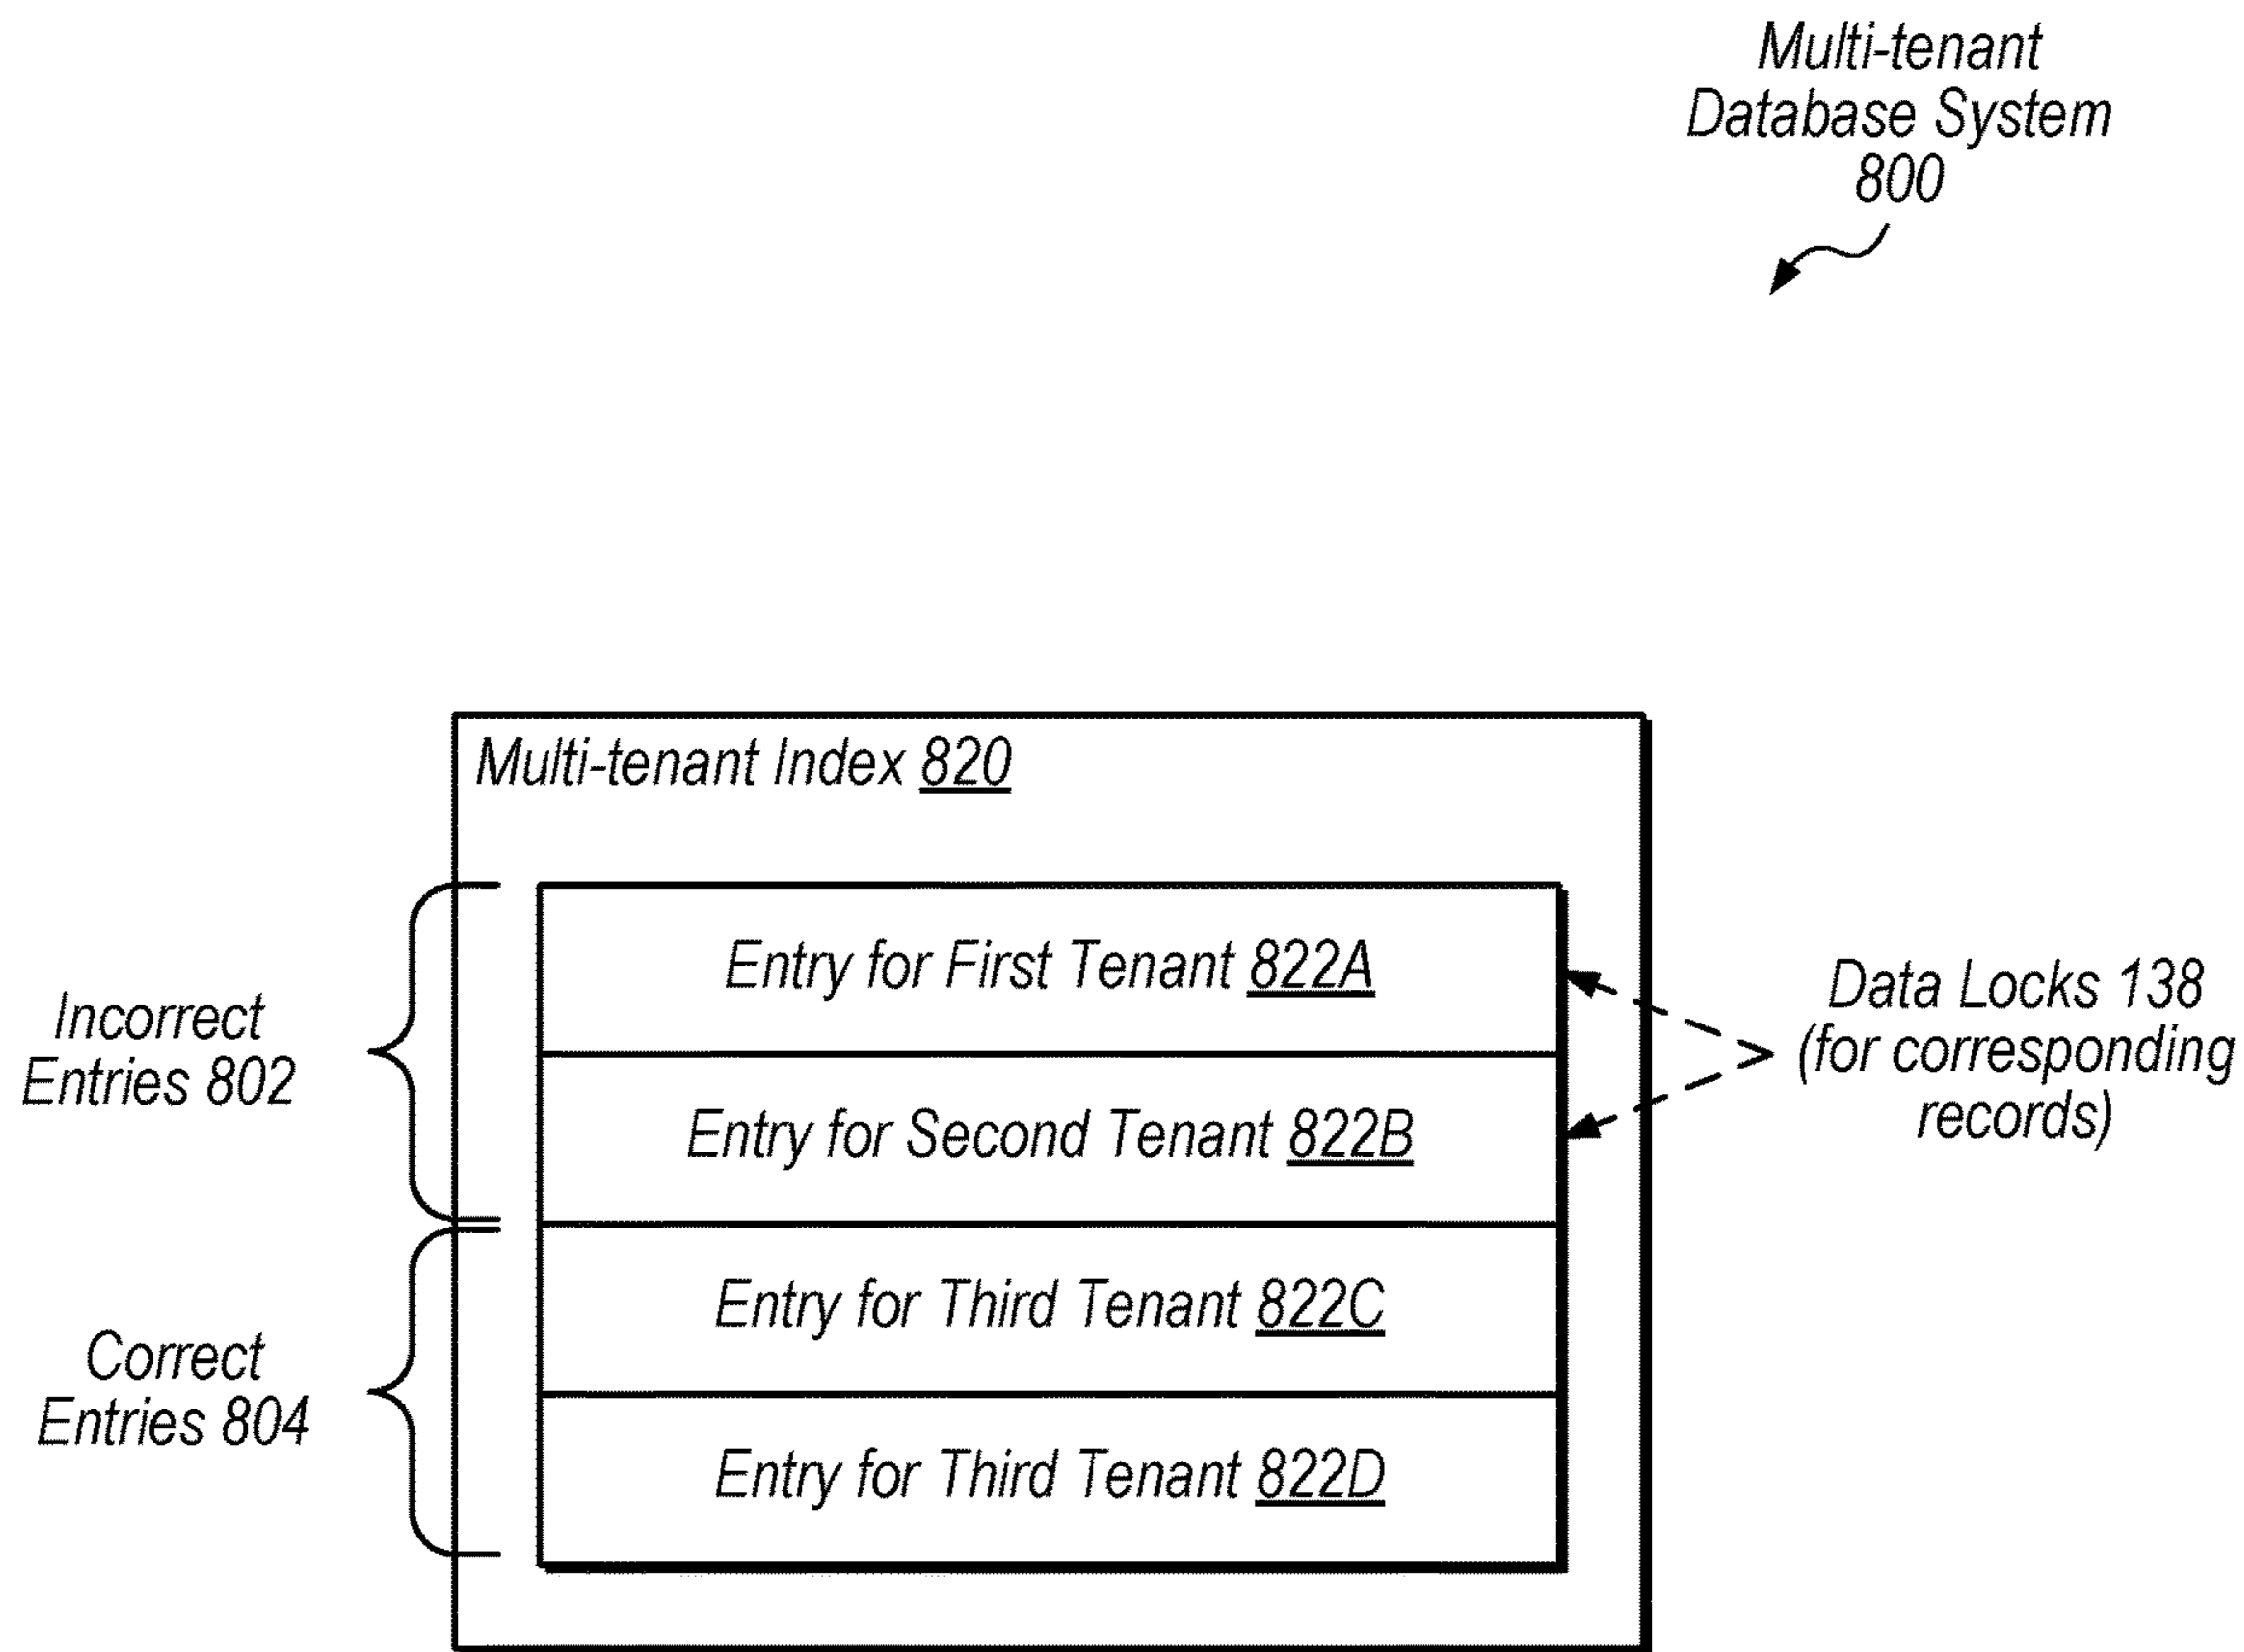 Multi-tenant
Database System
800
Multi-tenant Index 820
Entry for First Tenant 822A
Entry for Second Tenant 822B
Entry for Third Tenant 822C
Entry for Third Tenant 822D
Incorrect
Entries 802
Correct
Entries 804
Data Locks 138
(for corresponding
records)